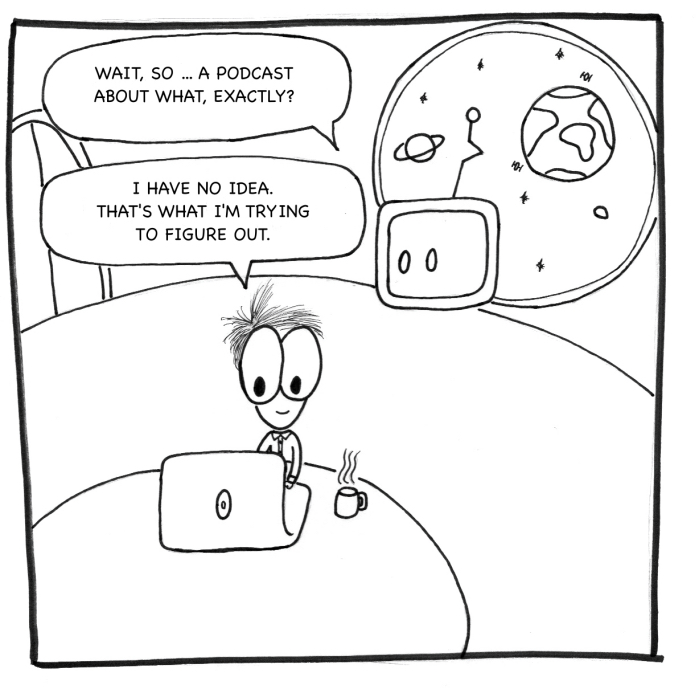 WAIT, SO ... A PODCAST
ABOUT WHAT, EXACTLY?
I HAVE NO IDEA.
THAT'S WHAT I'M TRYING
TO FIGURE OUT.